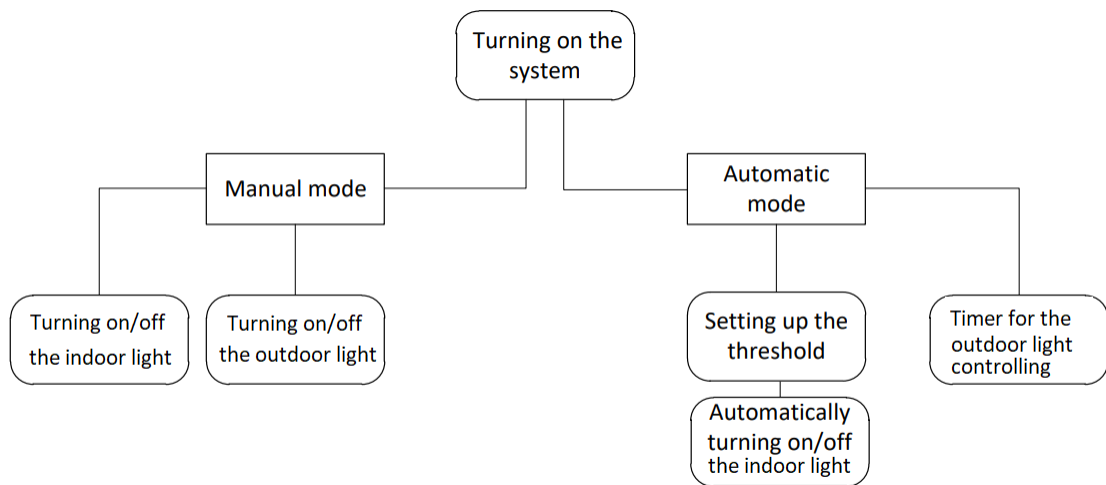 Turning on the
system
Manual mode
Automatic
mode
Turning on/off
the indoor light
Turning on/off
the outdoor light
Setting up the
threshold
Timer for the
outdoor light
controlling
Automatically
turning on/off
the indoor light